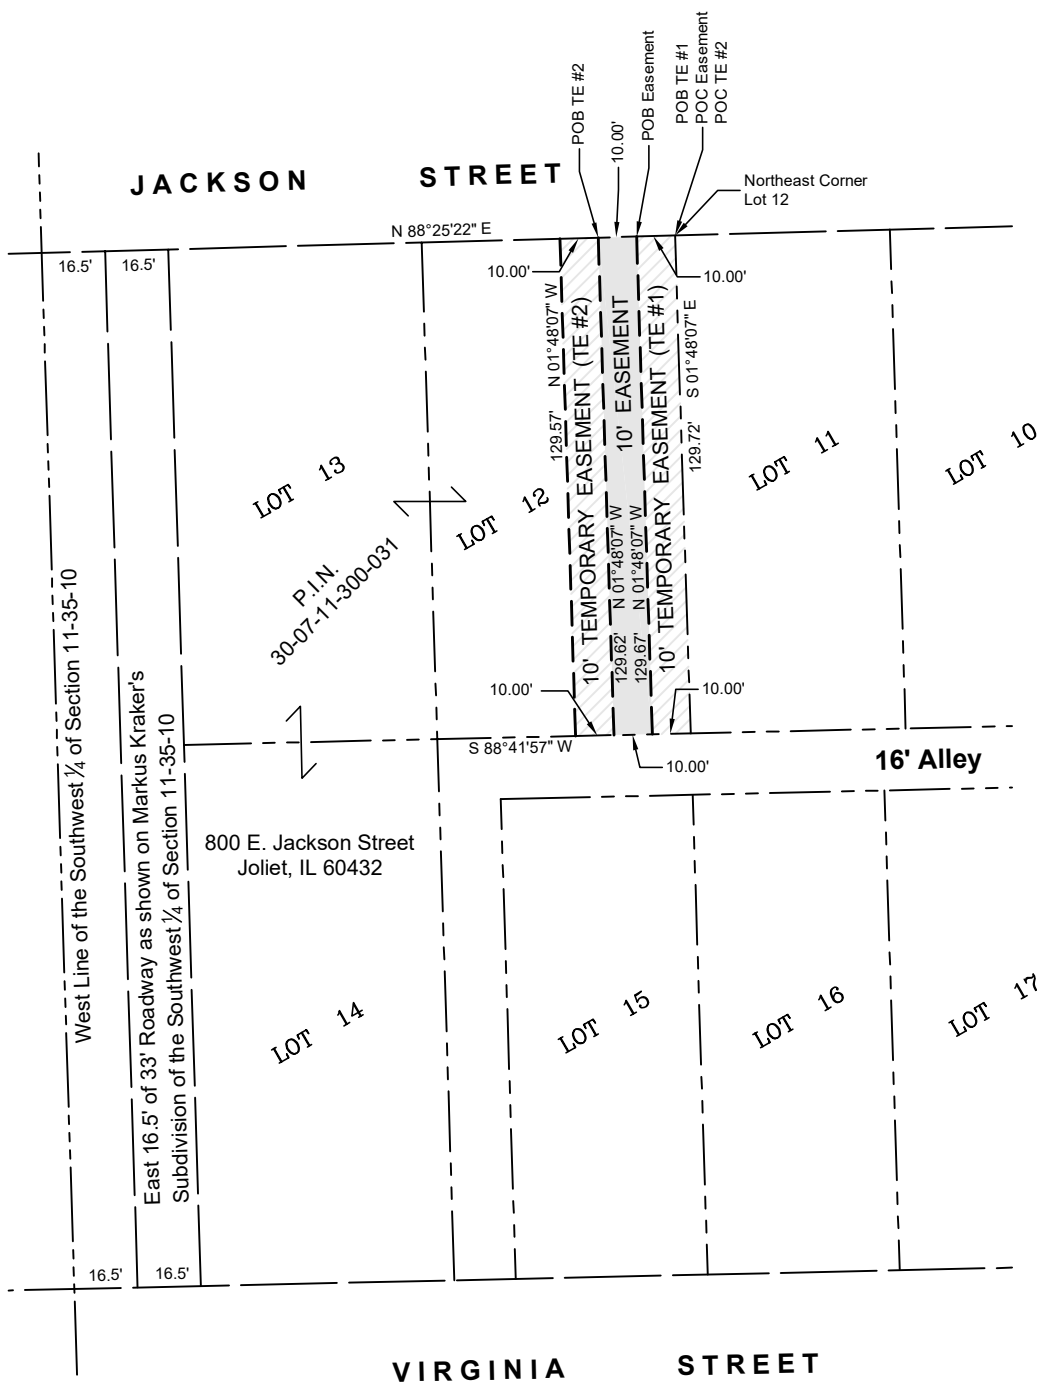 POB TE #2
10.00'
POB Easement
POB TE #1
POC Easement
POC TE #2
JACKSON STREET
Northeast Corner
Lot 12
N 88°25'22" E
16.5'
16.5'
10.00'
10.00'
N 01°48'07" W
129.57'
10' TEMPORARY EASEMENT (TE #2)
10' EASEMENT
129.62' N 01°48'07" W
129.67' N 01°48'07" W
10' TEMPORARY EASEMENT (TE #1)
S 01°48'07" E
129.72'
LOT 13
LOT 12
LOT 11
LOT 10
P.I.N.
30-07-11-300-031
10.00'
10.00'
S 88°41'57" W
10.00'
16' Alley
800 E. Jackson Street
Joliet, IL 60432
West Line of the Southwest ¼ of Section 11-35-10
East 16.5' of 33' Roadway as shown on Markus Kraker's
Subdivision of the Southwest ¼ of Section 11-35-10
LOT 14
LOT 15
LOT 16
LOT 17
16.5'
16.5'
VIRGINIA STREET